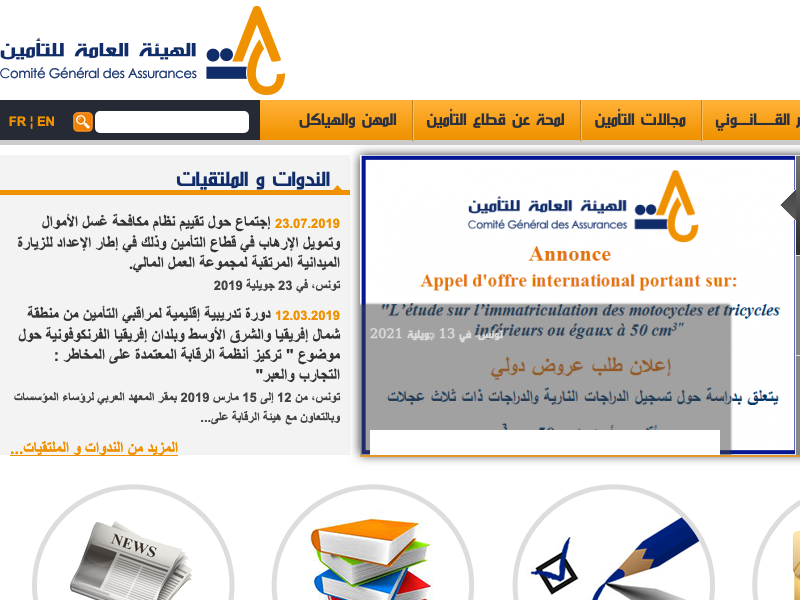 الهيئة العامة للتأمين
Comité Général des Assurances
FR ¦ EN
المهن والهياكل
لمحة عن قطاع التأمين
مجالات التأمين
القـــانـــوني
الندوات و الملتقيات
23.07.2019 إجتماع حول تقييم نظام مكافحة غسل الأموال
وتمويل الإرهاب في قطاع التأمين وذلك في إطار الإعداد للزيارة
الميدانية المرتقبة لمجموعة العمل المالي.
تونس، في 23 جويلية 2019
12.03.2019 دورة تدريبية إقليمية لمراقبي التأمين من منطقة
شمال إفريقيا والشرق الأوسط وبلدان إفريقيا الفرنكوفونية حول
موضوع " تركيز أنظمة الرقابة المعتمدة على المخاطر :
التجارب والعبر"
تونس، من 12 إلى 15 مارس 2019 بمقر المعهد العربي لرؤساء المؤسسات
وبالتعاون مع هيئة الرقابة على...
المزيد من الندوات و الملتقيات...
الهيئة العامة للتأمين
Comité Général des Assurances
Annonce
Appel d'offre international portant sur:
"L'étude sur l'immatriculation des motocycles et tricycles
inférieurs ou égaux à 50 cm³"
تونس، في 13 جويلية 2021
إعلان طلب عروض دولي
يتعلق بدراسة حول تسجيل الدراجات النارية والدراجات ذات ثلاث عجلات
NEWS